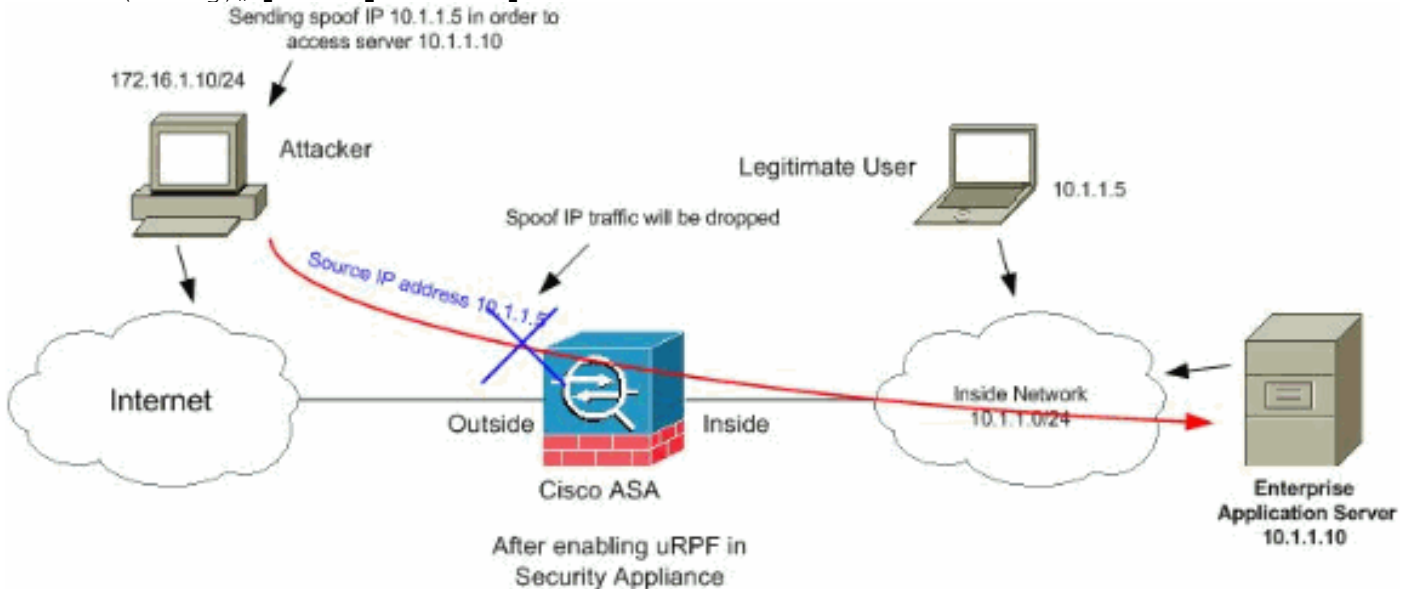 Sending spoof IP 10.1.1.5 in order to
access server 10.1.1.10
172.16.1.10/24
Attacker
Legitimate User
10.1.1.5
Spoof IP traffic will be dropped
Source IP address 10.1.1.5
Internet
Outside
Inside
Inside Network
10.1.1.0/24
Cisco ASA
Enterprise
Application Server
10.1.1.10
After enabling uRPF in
Security Appliance